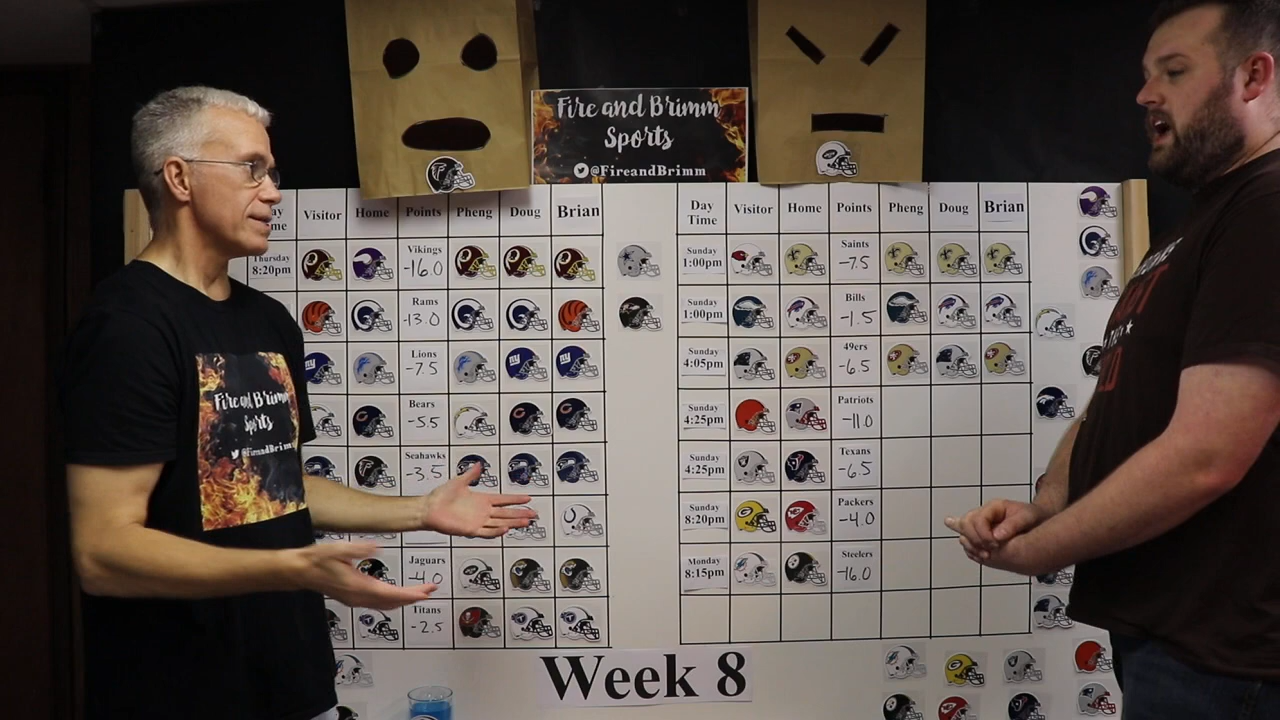 Fire and Brimm
Sports
@FireandBrimm
Visitor Home Points Pheng Doug Brian
Thursday
8:20pm
Vikings
-16.0
Rams
-13.0
Lions
-7.5
Bears
-5.5
Seahawks
-3.5
Jaguars
-4.0
Titans
-2.5
Day
Time
Visitor Home Points Pheng Doug Brian
Sunday
1:00pm
Saints
-7.5
Sunday
1:00pm
Bills
-1.5
Sunday
4:05pm
49ers
-6.5
Sunday
4:25pm
Patriots
-11.0
Sunday
4:25pm
Texans
-6.5
Sunday
8:20pm
Packers
-4.0
Monday
8:15pm
Steelers
-16.0
Week 8
Fire and Brimm
Sports
@FireandBrimm